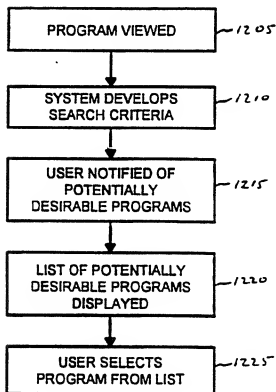 PROGRAM VIEWED 1205
SYSTEM DEVELOPS
SEARCH CRITERIA
1210
USER NOTIFIED OF
POTENTIALLY
DESIRABLE PROGRAMS
1215
LIST OF POTENTIALLY
DESIRABLE PROGRAMS
DISPLAYED
1220
USER SELECTS
PROGRAM FROM LIST
1225